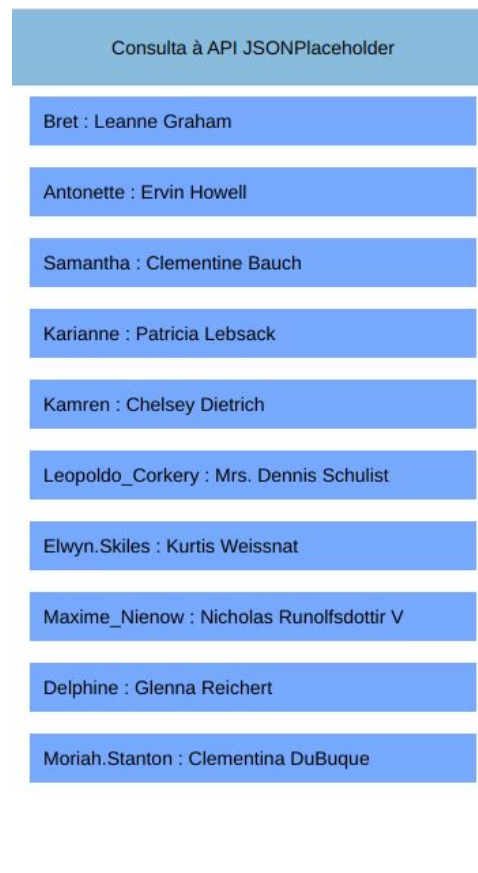 Consulta à API JSONPlaceholder
Bret : Leanne Graham
Antonette : Ervin Howell
Samantha : Clementine Bauch
Karianne : Patricia Lebsack
Kamren : Chelsey Dietrich
Leopoldo_Corkery : Mrs. Dennis Schulist
Elwyn.Skiles : Kurtis Weissnat
Maxime_Nienow : Nicholas Runolfsdottir V
Delphine : Glenna Reichert
Moriah.Stanton : Clementina DuBuque